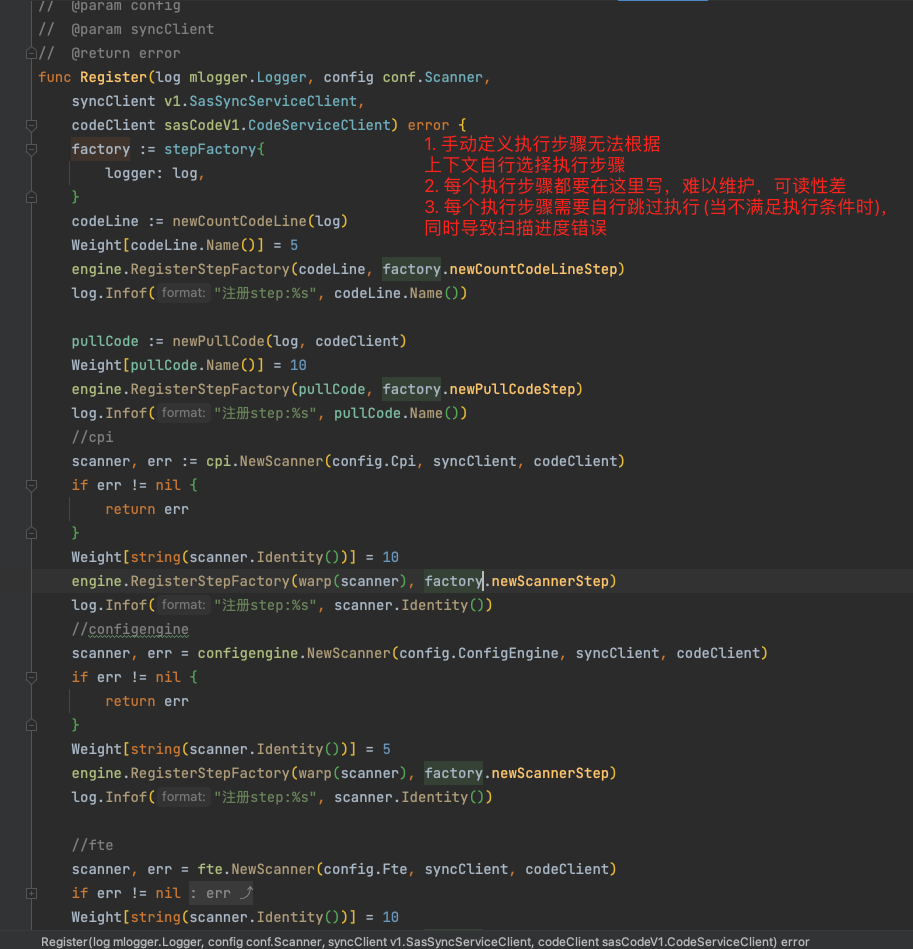 // @param config
// @param syncClient
// @return error
func Register(log mlogger.Logger, config conf.Scanner,
syncClient v1.SasSyncServiceClient,
codeClient sasCodeV1.CodeServiceClient) error {
factory := stepFactory{
logger: log,
}
1. 手动定义执行步骤无法根据
上下文自行选择执行步骤
2. 每个执行步骤都要在这里写，难以维护，可读性差
3. 每个执行步骤需要自行跳过执行(当不满足执行条件时)，
同时导致扫描进度错误
codeLine := newCountCodeLine(log)
Weight[codeLine.Name()] = 5
engine.RegisterStepFactory(codeLine, factory.newCountCodeLineStep)
log.Infof( format: "注册step:%s", codeLine.Name())
pullCode := newPullCode(log, codeClient)
Weight[pullCode.Name()] = 10
engine.RegisterStepFactory(pullCode, factory.newPullCodeStep)
log.Infof( format: "注册step:%s", pullCode.Name())
//cpi
scanner, err := cpi.NewScanner(config.Cpi, syncClient, codeClient)
if err != nil {
return err
}
Weight[string(scanner.Identity())] = 10
engine.RegisterStepFactory(warp(scanner), factory.newScannerStep)
log.Infof( format: "注册step:%s", scanner.Identity())
//configengine
scanner, err = configengine.NewScanner(config.ConfigEngine, syncClient, codeClient)
if err != nil {
return err
}
Weight[string(scanner.Identity())] = 5
engine.RegisterStepFactory(warp(scanner), factory.newScannerStep)
log.Infof( format: "注册step:%s", scanner.Identity())
//fte
scanner, err = fte.NewScanner(config.Fte, syncClient, codeClient)
if err != nil : err ⤴
Weight[string(scanner.Identity())] = 10
Register(log mlogger.Logger, config conf.Scanner, syncClient v1.SasSyncServiceClient, codeClient sasCodeV1.CodeServiceClient) error